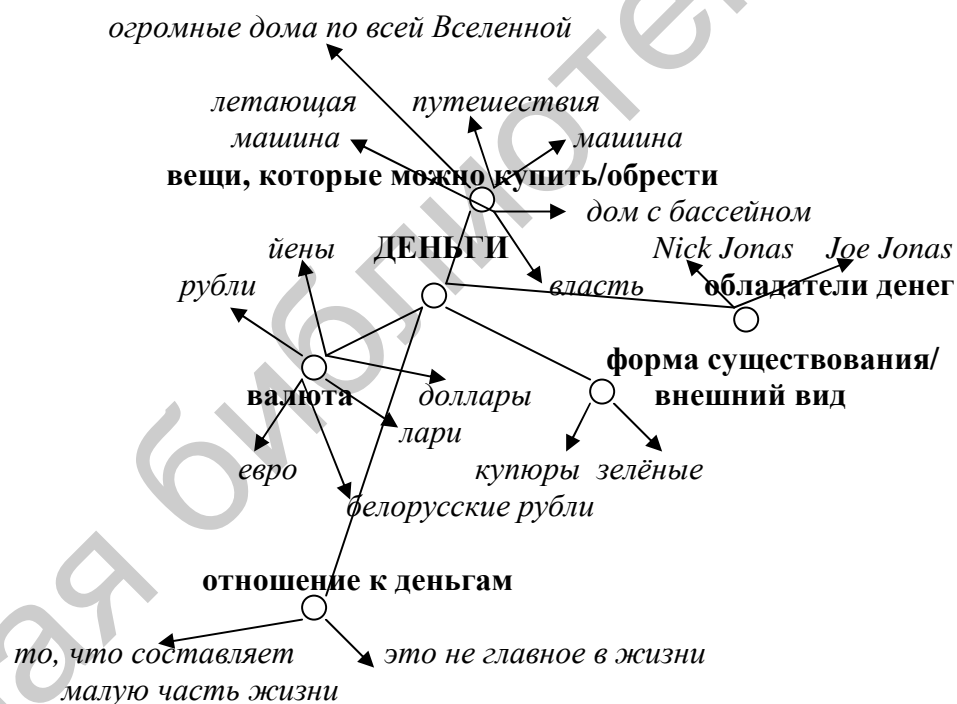 огромные дома по всей Вселенной
летающая
машина
путешествия
машина
вещи, которые можно купить/обрести
дом с бассейном
ДЕНЬГИ
йены
рубли
власть
Nick Jonas
Joe Jonas
обладатели денег
форма существования/
внешний вид
валюта
доллары
лари
евро
купюры
зелёные
белорусские рубли
отношение к деньгам
то, что составляет
малую часть жизни
это не главное в жизни